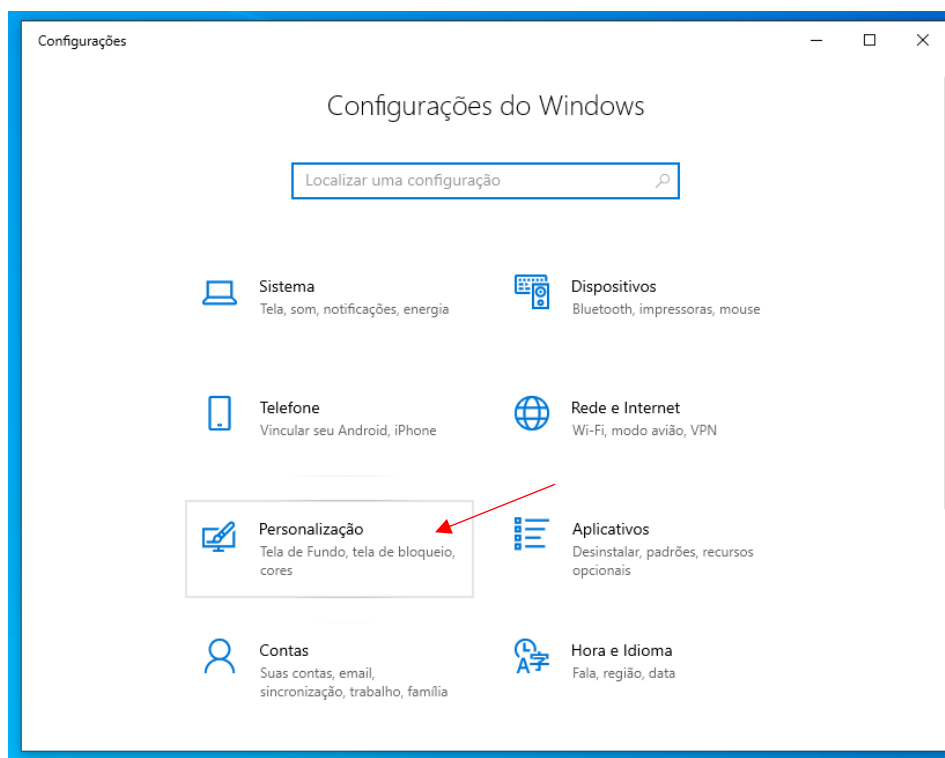 Configurações
Configurações do Windows
Localizar uma configuração
Sistema
Tela, som, notificações, energia
Dispositivos
Bluetooth, impressoras, mouse
Telefone
Vincular seu Android, iPhone
Rede e Internet
Wi-Fi, modo avião, VPN
Personalização
Tela de Fundo, tela de bloqueio,
cores
Aplicativos
Desinstalar, padrões, recursos
opcionais
Contas
Suas contas, email,
sincronização, trabalho, família
Hora e Idioma
Fala, região, data